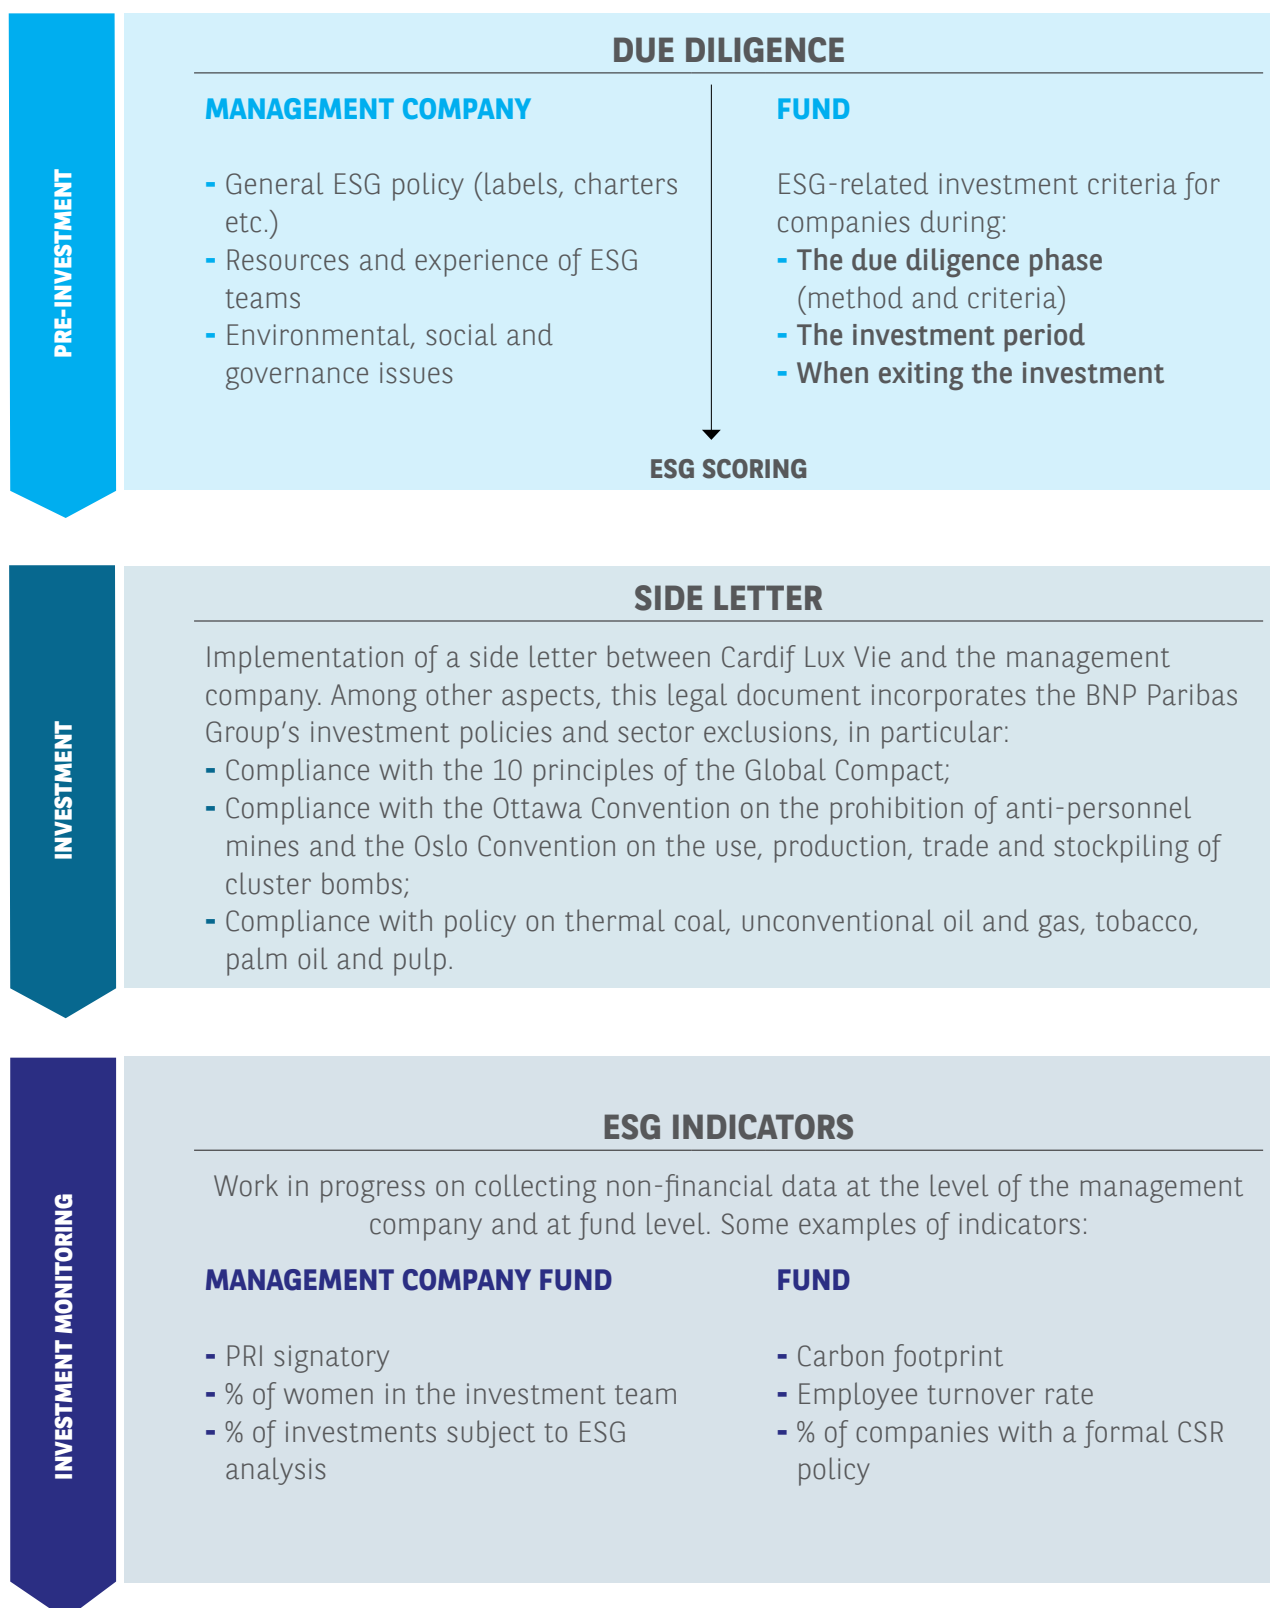 PRE-INVESTMENT
DUE DILIGENCE
MANAGEMENT COMPANY
- General ESG policy (labels, charters
etc.)
- Resources and experience of ESG
teams
- Environmental, social and
governance issues
FUND
ESG-related investment criteria for
companies during:
- The due diligence phase
(method and criteria)
- The investment period
- When exiting the investment
ESG SCORING
INVESTMENT
SIDE LETTER
Implementation of a side letter between Cardif Lux Vie and the management
company. Among other aspects, this legal document incorporates the BNP Paribas
Group's investment policies and sector exclusions, in particular:
- Compliance with the 10 principles of the Global Compact;
- Compliance with the Ottawa Convention on the prohibition of anti-personnel
mines and the Oslo Convention on the use, production, trade and stockpiling of
cluster bombs;
- Compliance with policy on thermal coal, unconventional oil and gas, tobacco,
palm oil and pulp.
INVESTMENT MONITORING
ESG INDICATORS
Work in progress on collecting non-financial data at the level of the management
company and at fund level. Some examples of indicators:
MANAGEMENT COMPANY FUND
- PRI signatory
- % of women in the investment team
- % of investments subject to ESG
analysis
FUND
- Carbon footprint
- Employee turnover rate
- % of companies with a formal CSR
policy